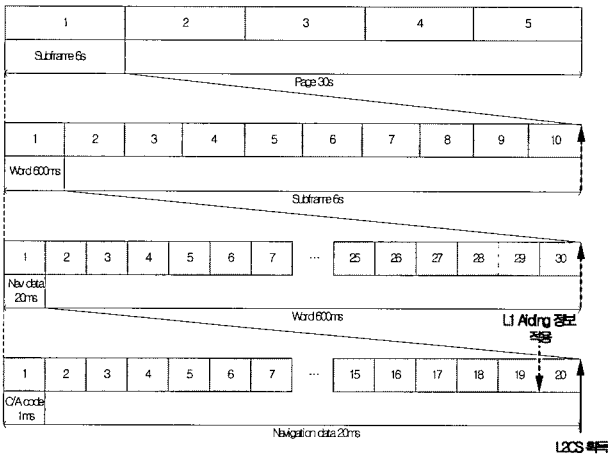 1 2 3 4 5
Subframe 6s
Page 30s
1 2 3 4 5 6 7 8 9 10
Word 600ms
Subframe 6s
1 2 3 4 5 6 7 ... 25 26 27 28 29 30
Nav data
20ms
Word 600ms
L1 Aiding 정보
적용
1 2 3 4 5 6 7 ... 15 16 17 18 19 20
C/A code
1ms
Navigation data 20ms
L2CS 획득